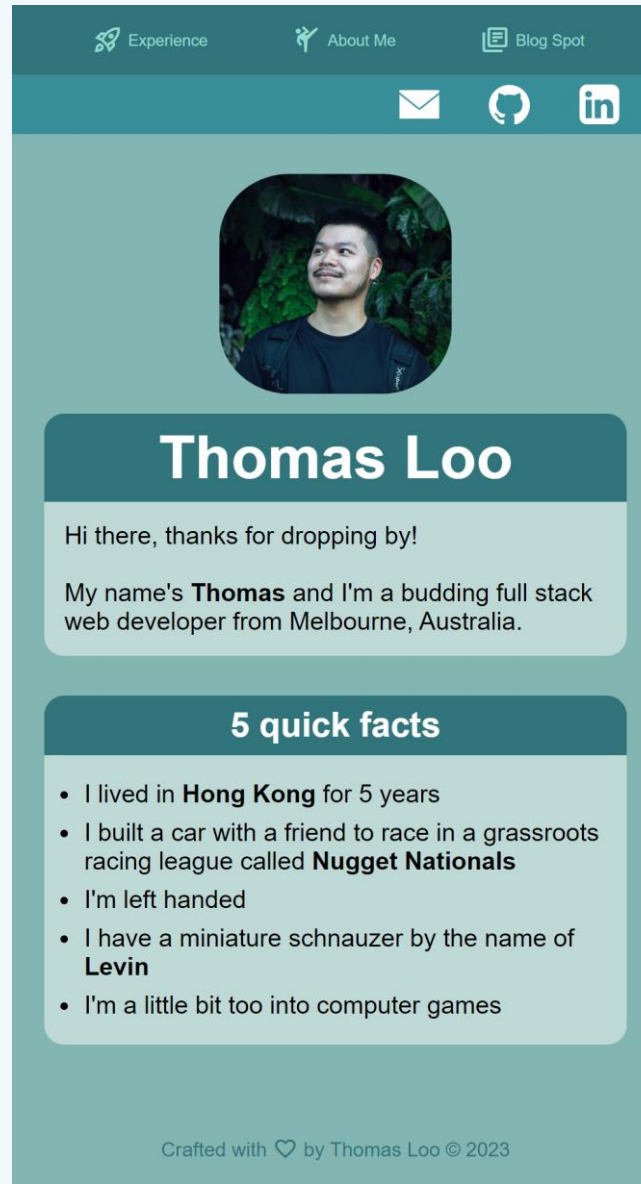 Experience
About Me
Blog Spot
in
Thomas Loo
Hi there, thanks for dropping by!
My name's Thomas and I'm a budding full stack
web developer from Melbourne, Australia.
5 quick facts
• I lived in Hong Kong for 5 years
• I built a car with a friend to race in a grassroots
racing league called Nugget Nationals
• I'm left handed
• I have a miniature schnauzer by the name of
Levin
• I'm a little bit too into computer games
Crafted with ♡ by Thomas Loo © 2023